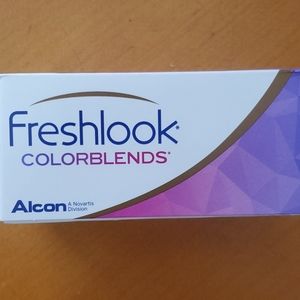 Freshlook®
COLORBLENDS®
Alcon
A Novartis
Division